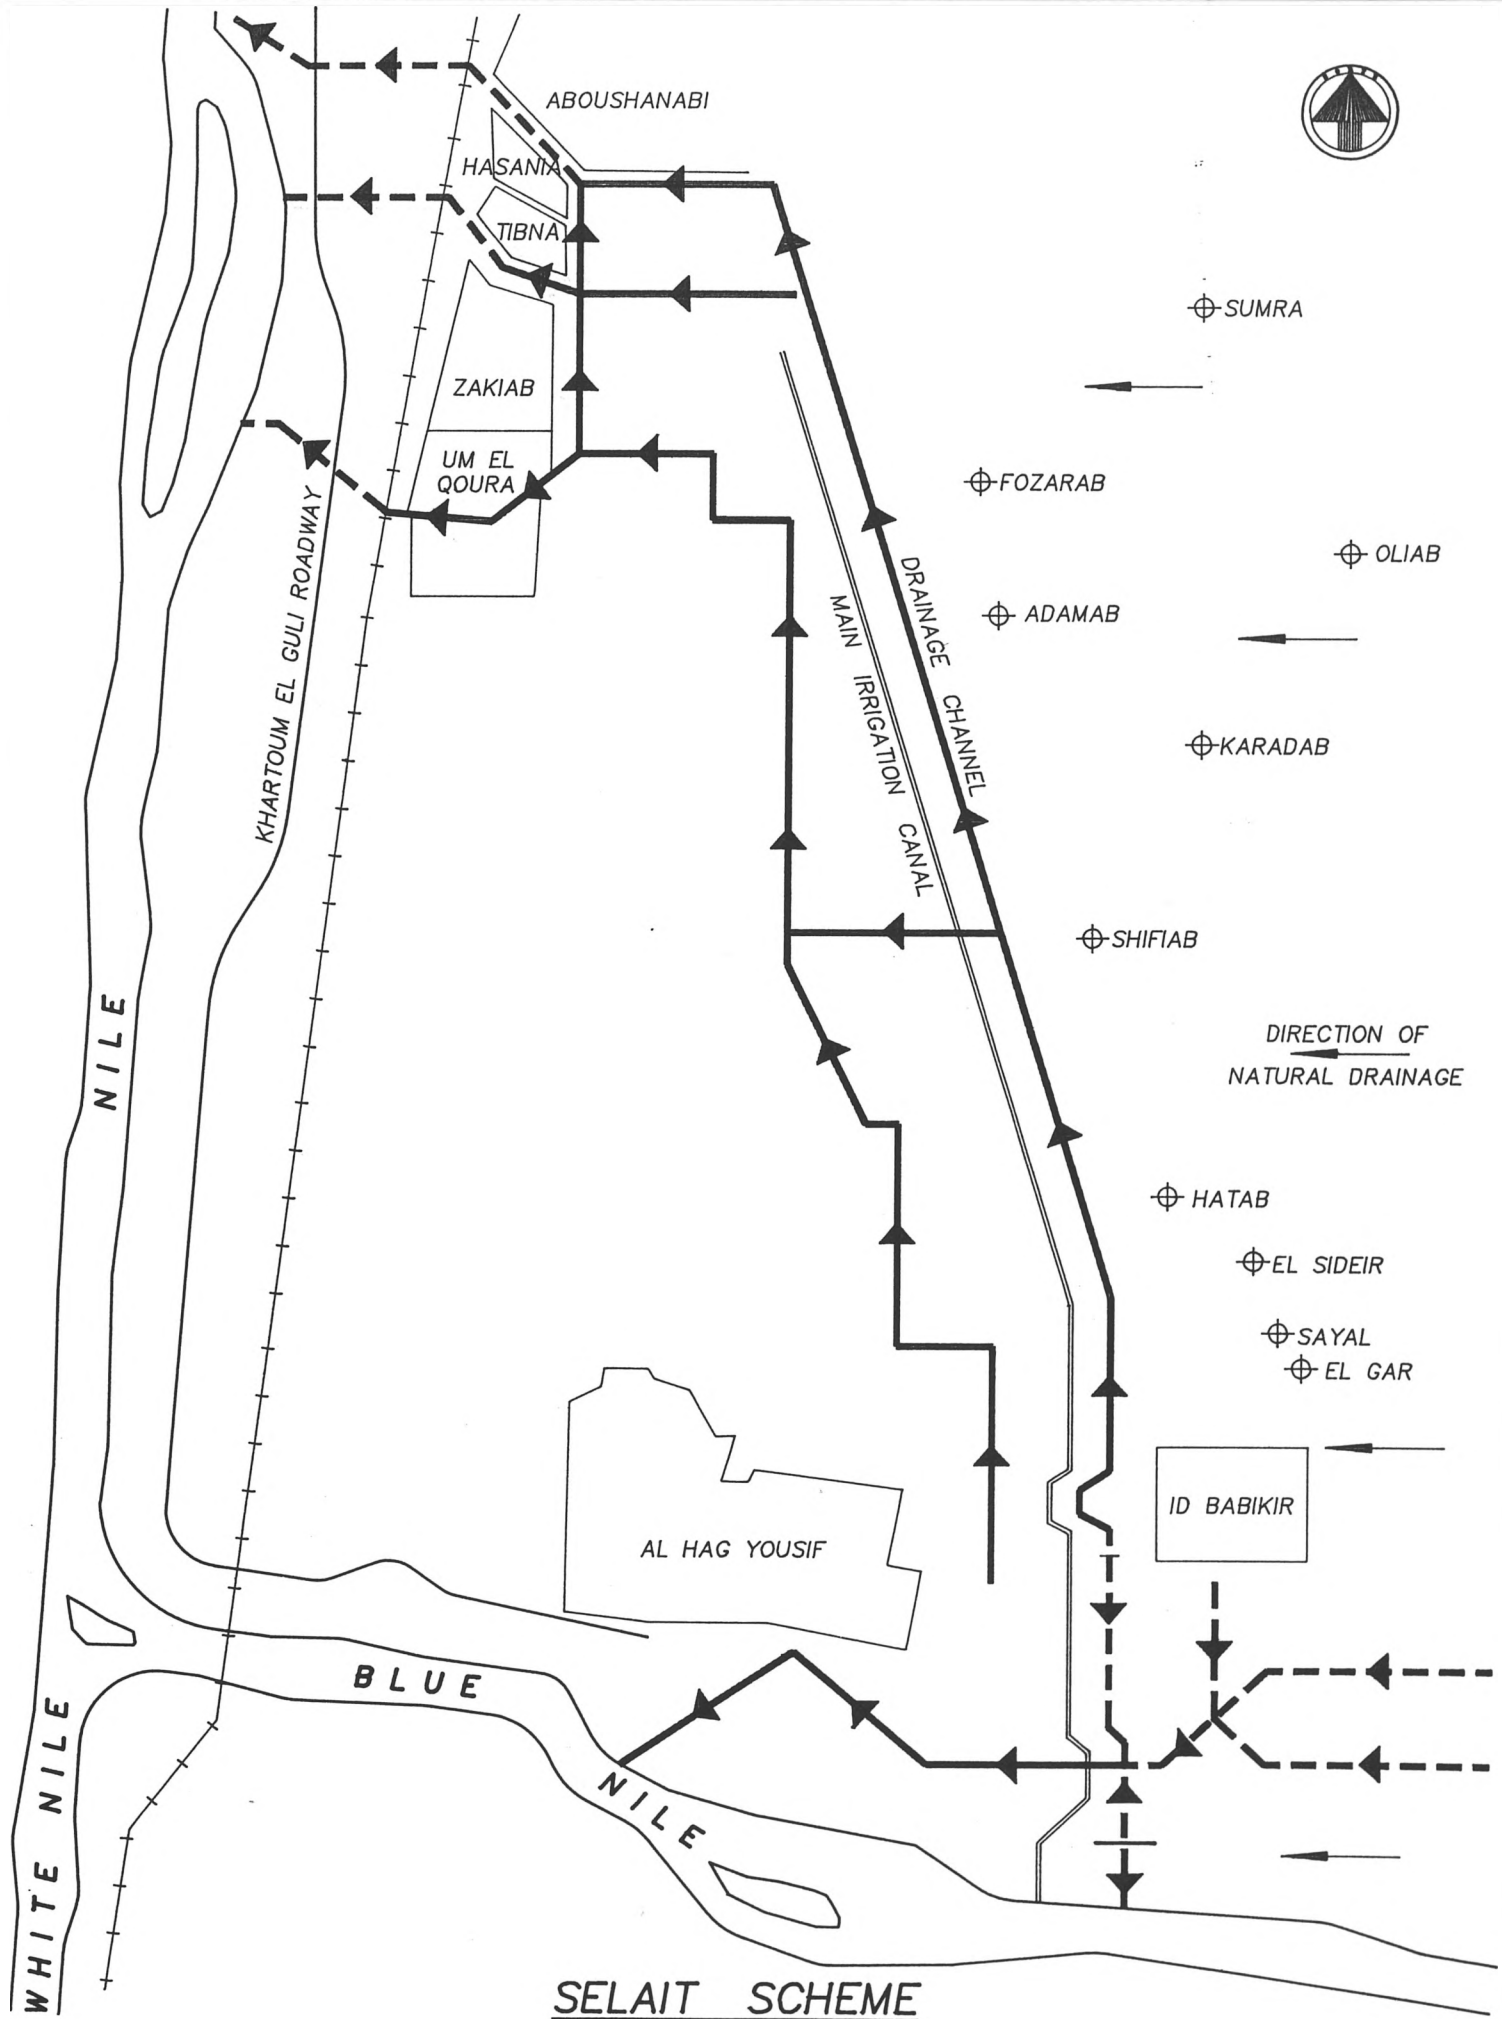 ABOUSHANABI
HASANIA
TIBNA
SUMRA
ZAKIAB
UM EL
QOURA
FOZARAB
OLIAB
KHARTOUM EL GULI ROADWAY
DRAINAGE CHANNEL
MAIN IRRIGATION CANAL
ADAMAB
KARADAB
SHIFIAB
NILE
DIRECTION OF
NATURAL DRAINAGE
HATAB
EL SIDEIR
SAYAL
EL GAR
ID BABIKIR
AL HAG YOUSIF
BLUE
NILE
WHITE NILE
SELAIT SCHEME